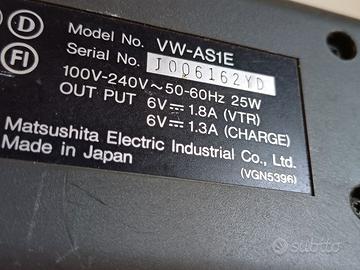 D
FI
Model No. VW-AS1E
Serial No. J006162YD
100V-240V~50-60Hz 25W
OUT PUT 6V⎓1.8A (VTR)
6V⎓1.3A (CHARGE)
Matsushita Electric Industrial Co., Ltd.
Made in Japan
(VGN5396)
subito